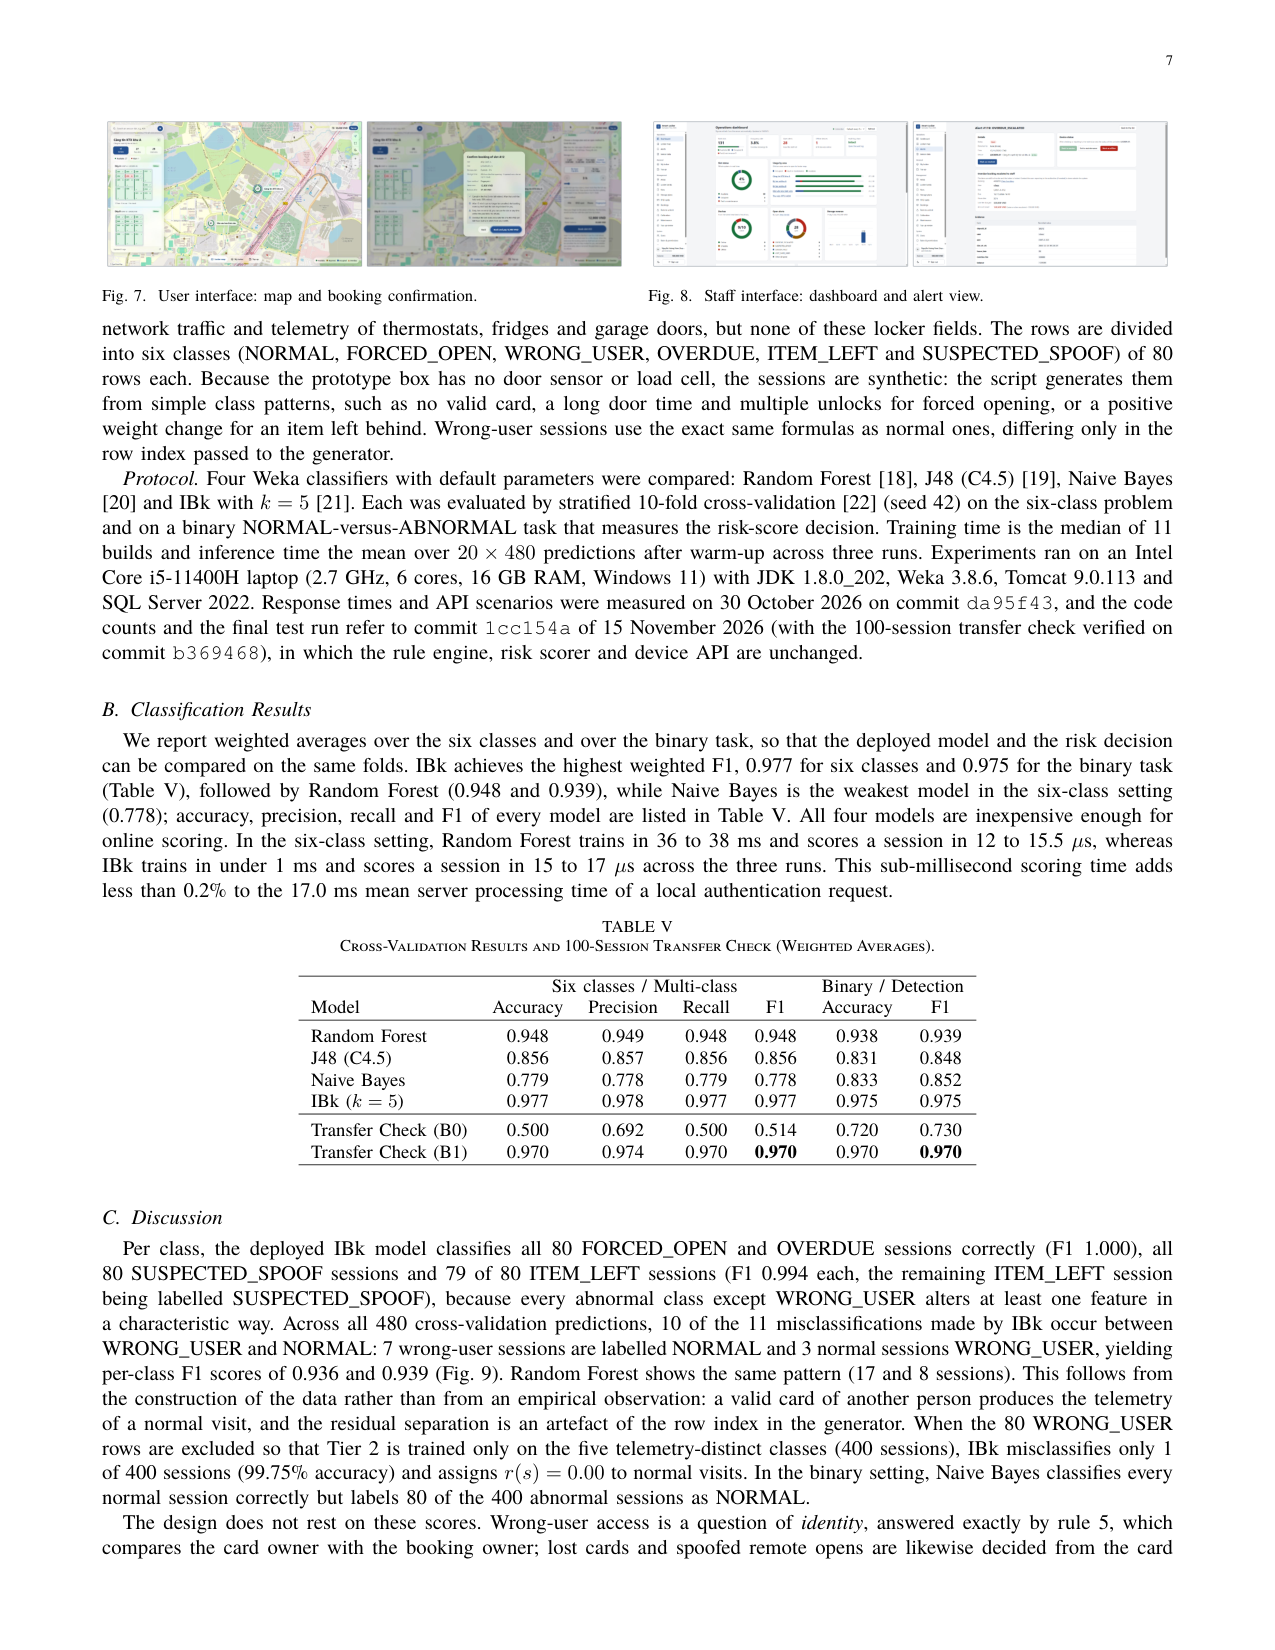 7
Operations dashboard
Fig. 7. User interface: map and booking confirmation.
Fig. 8. Staff interface: dashboard and alert view.
network traffic and telemetry of thermostats, fridges and garage doors, but none of these locker fields. The rows are divided
into six classes (NORMAL, FORCED_OPEN, WRONG_USER, OVERDUE, ITEM_LEFT and SUSPECTED_SPOOF) of 80
rows each. Because the prototype box has no door sensor or load cell, the sessions are synthetic: the script generates them
from simple class patterns, such as no valid card, a long door time and multiple unlocks for forced opening, or a positive
weight change for an item left behind. Wrong-user sessions use the exact same formulas as normal ones, differing only in the
row index passed to the generator.
Protocol. Four Weka classifiers with default parameters were compared: Random Forest [18], J48 (C4.5) [19], Naive Bayes
[20] and IBk with k = 5 [21]. Each was evaluated by stratified 10-fold cross-validation [22] (seed 42) on the six-class problem
and on a binary NORMAL-versus-ABNORMAL task that measures the risk-score decision. Training time is the median of 11
builds and inference time the mean over 20 × 480 predictions after warm-up across three runs. Experiments ran on an Intel
Core i5-11400H laptop (2.7 GHz, 6 cores, 16 GB RAM, Windows 11) with JDK 1.8.0_202, Weka 3.8.6, Tomcat 9.0.113 and
SQL Server 2022. Response times and API scenarios were measured on 30 October 2026 on commit da95f43, and the code
counts and the final test run refer to commit 1cc154a of 15 November 2026 (with the 100-session transfer check verified on
commit b369468), in which the rule engine, risk scorer and device API are unchanged.
B. Classification Results
We report weighted averages over the six classes and over the binary task, so that the deployed model and the risk decision
can be compared on the same folds. IBk achieves the highest weighted F1, 0.977 for six classes and 0.975 for the binary task
(Table V), followed by Random Forest (0.948 and 0.939), while Naive Bayes is the weakest model in the six-class setting
(0.778); accuracy, precision, recall and F1 of every model are listed in Table V. All four models are inexpensive enough for
online scoring. In the six-class setting, Random Forest trains in 36 to 38 ms and scores a session in 12 to 15.5 μs, whereas
IBk trains in under 1 ms and scores a session in 15 to 17 μs across the three runs. This sub-millisecond scoring time adds
less than 0.2% to the 17.0 ms mean server processing time of a local authentication request.
TABLE V
Cross-Validation Results and 100-Session Transfer Check (Weighted Averages).
Six classes / Multi-class Binary / Detection
Model Accuracy Precision Recall F1 Accuracy F1
Random Forest 0.948 0.949 0.948 0.948 0.938 0.939
J48 (C4.5) 0.856 0.857 0.856 0.856 0.831 0.848
Naive Bayes 0.779 0.778 0.779 0.778 0.833 0.852
IBk (k = 5) 0.977 0.978 0.977 0.977 0.975 0.975
Transfer Check (B0) 0.500 0.692 0.500 0.514 0.720 0.730
Transfer Check (B1) 0.970 0.974 0.970 0.970 0.970 0.970
C. Discussion
Per class, the deployed IBk model classifies all 80 FORCED_OPEN and OVERDUE sessions correctly (F1 1.000), all
80 SUSPECTED_SPOOF sessions and 79 of 80 ITEM_LEFT sessions (F1 0.994 each, the remaining ITEM_LEFT session
being labelled SUSPECTED_SPOOF), because every abnormal class except WRONG_USER alters at least one feature in
a characteristic way. Across all 480 cross-validation predictions, 10 of the 11 misclassifications made by IBk occur between
WRONG_USER and NORMAL: 7 wrong-user sessions are labelled NORMAL and 3 normal sessions WRONG_USER, yielding
per-class F1 scores of 0.936 and 0.939 (Fig. 9). Random Forest shows the same pattern (17 and 8 sessions). This follows from
the construction of the data rather than from an empirical observation: a valid card of another person produces the telemetry
of a normal visit, and the residual separation is an artefact of the row index in the generator. When the 80 WRONG_USER
rows are excluded so that Tier 2 is trained only on the five telemetry-distinct classes (400 sessions), IBk misclassifies only 1
of 400 sessions (99.75% accuracy) and assigns r(s) = 0.00 to normal visits. In the binary setting, Naive Bayes classifies every
normal session correctly but labels 80 of the 400 abnormal sessions as NORMAL.
The design does not rest on these scores. Wrong-user access is a question of identity, answered exactly by rule 5, which
compares the card owner with the booking owner; lost cards and spoofed remote opens are likewise decided from the card